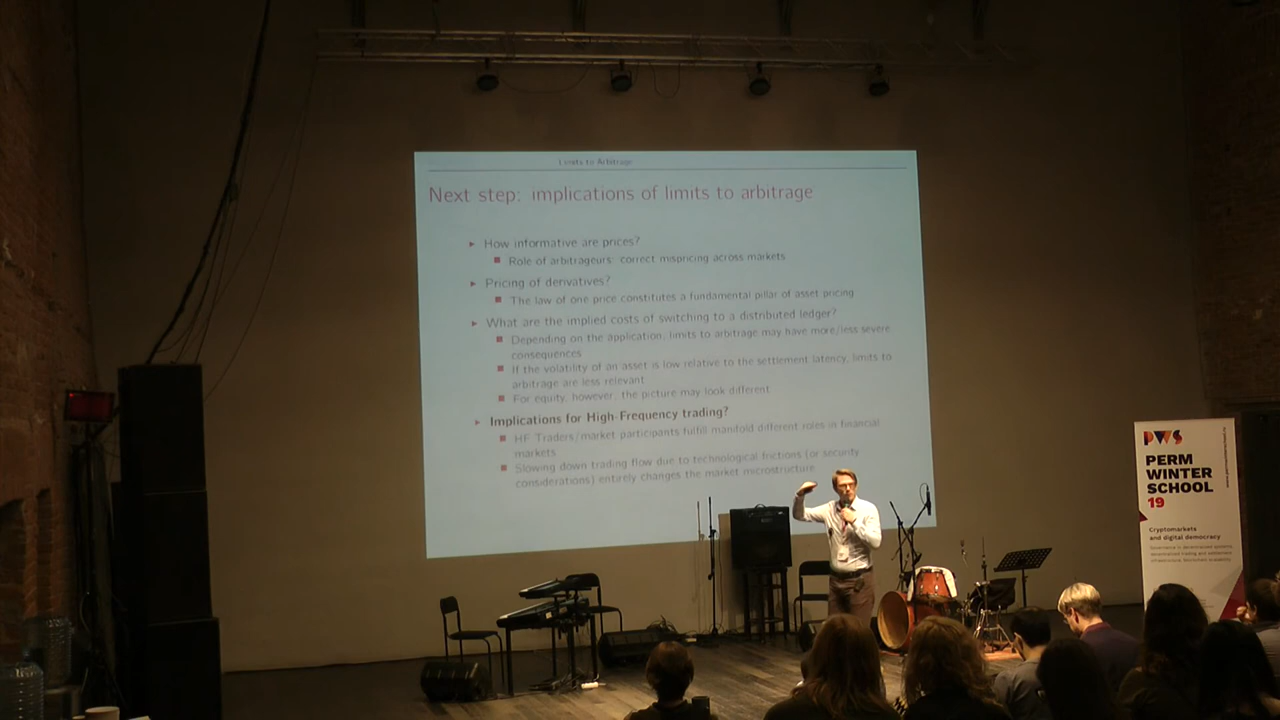 Limits to Arbitrage
Next step: implications of limits to arbitrage
How informative are prices?
Role of arbitrageurs: correct mispricing across markets
Pricing of derivatives?
The law of one price constitutes a fundamental pillar of asset pricing
What are the implied costs of switching to a distributed ledger?
Depending on the application, limits to arbitrage may have more/less severe
consequences
If the volatility of an asset is low relative to the settlement latency, limits to
arbitrage are less relevant
For equity, however, the picture may look different
Implications for High-Frequency trading?
HF Traders/market participants fulfill manifold different roles in financial
markets
Slowing down trading flow due to technological frictions (or security
considerations) entirely changes the market microstructure
PWS
PERM
WINTER
SCHOOL
19
Cryptomarkets
and digital democracy